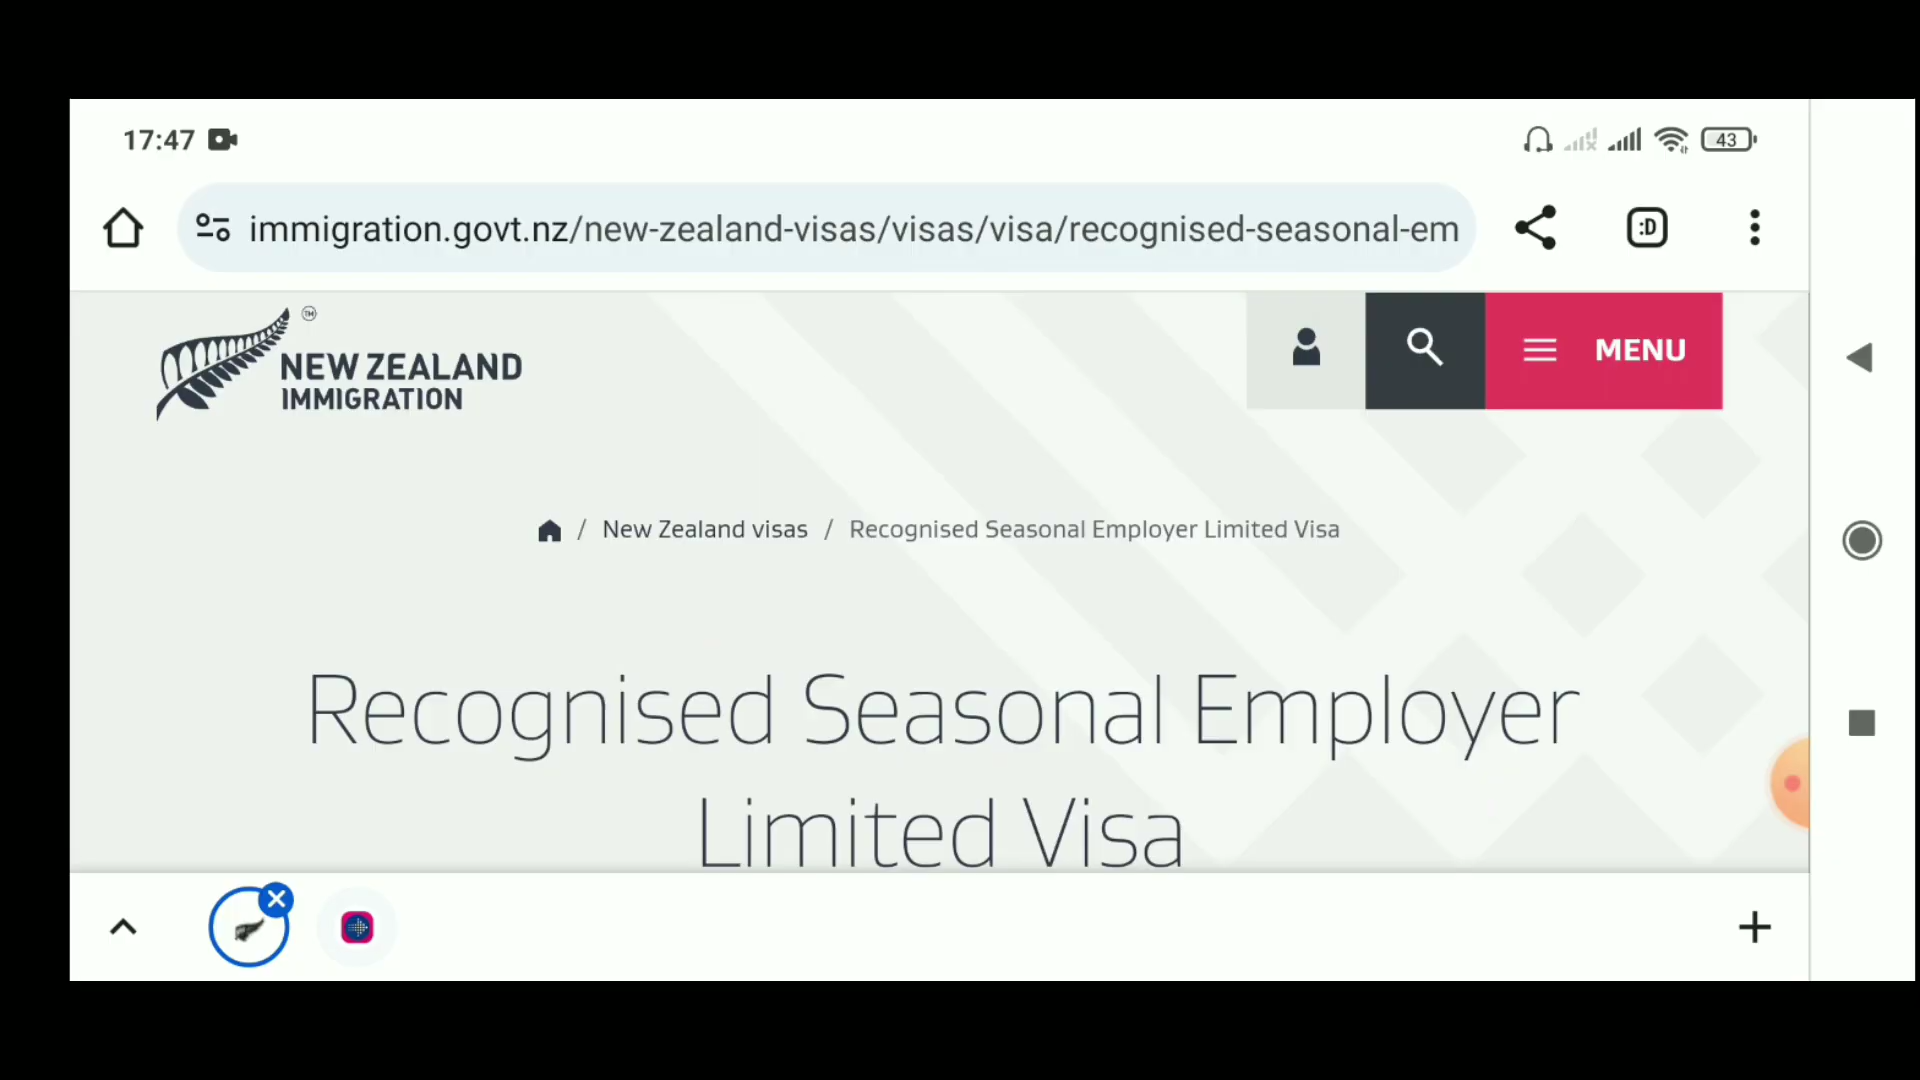 17:47
43
immigration.govt.nz/new-zealand-visas/visas/visa/recognised-seasonal-em
:D
TM
NEW ZEALAND
IMMIGRATION
MENU
/ New Zealand visas / Recognised Seasonal Employer Limited Visa
Recognised Seasonal Employer
Limited Visa